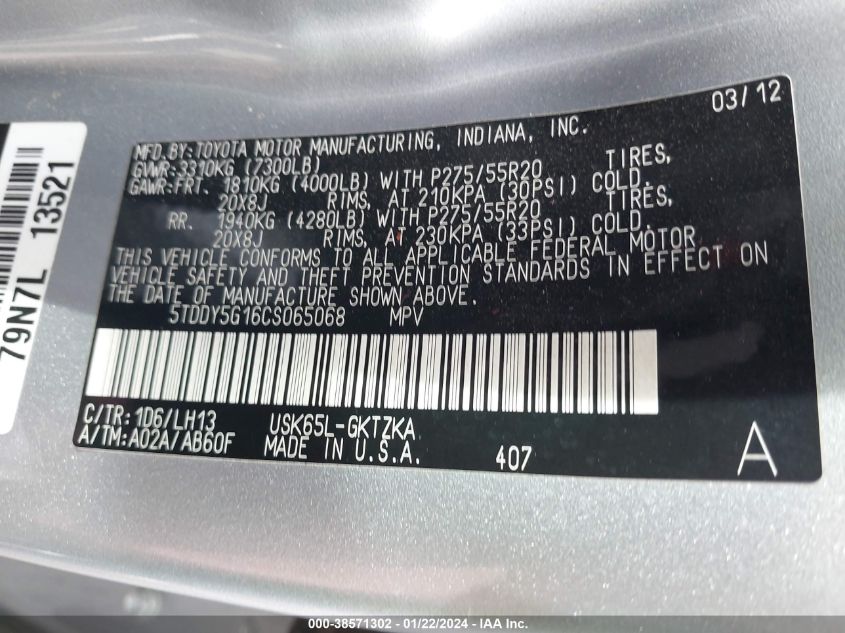 03/12
MFD.BY:TOYOTA MOTOR MANUFACTURING, INDIANA, INC.
GVWR:3310KG (7300LB)
GAWR:FRT. 1810KG (4000LB) WITH P275/55R20 TIRES,
20X8J RIMS, AT 210KPA (30PSI) COLD.
RR. 1940KG (4280LB) WITH P275/55R20 TIRES,
20X8J RIMS, AT 230KPA (33PSI) COLD.
THIS VEHICLE CONFORMS TO ALL APPLICABLE FEDERAL MOTOR
VEHICLE SAFETY AND THEFT PREVENTION STANDARDS IN EFFECT ON
THE DATE OF MANUFACTURE SHOWN ABOVE.
5TDDY5G16CS065068 MPV
C/TR:1D6/LH13 USK65L-GKTZKA
A/TM:A02A/AB60F MADE IN U.S.A. 407 A
79N7L 13521
000-38571302 - 01/22/2024 - IAA Inc.